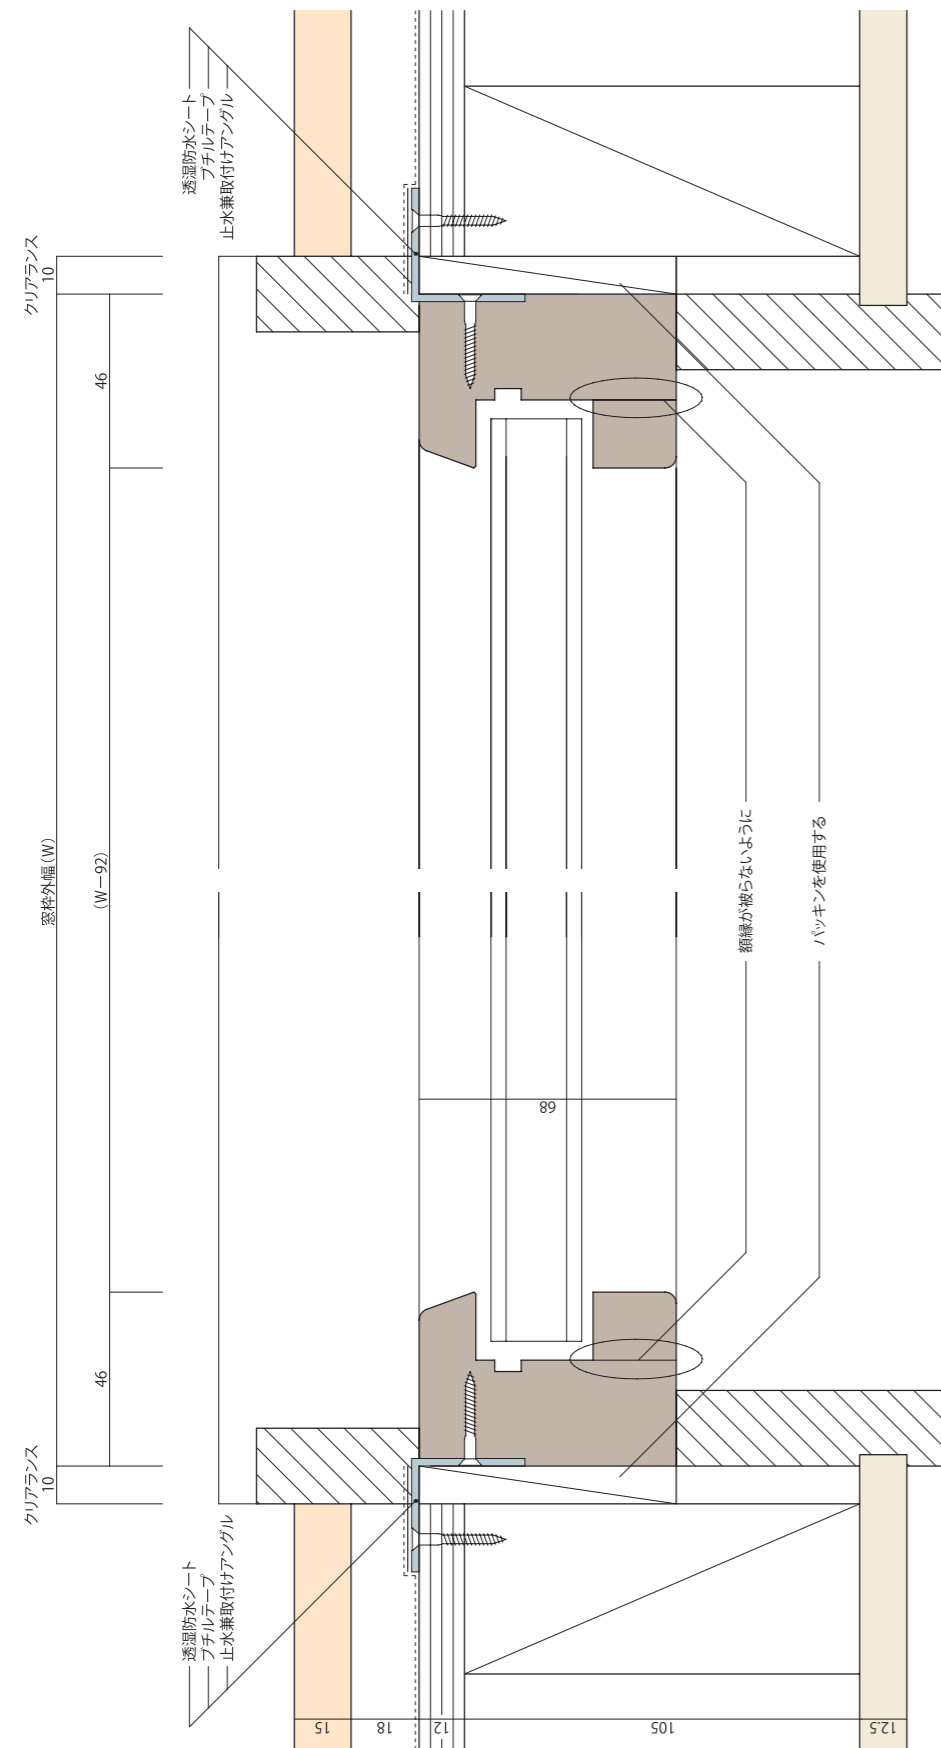 透湿防水シート
ブチルテープ
止水兼取付けアングル
クリアランス
10
46
窓枠外幅(W)
(W−92)
額縁が被らないように
パッキンを使用する
68
46
クリアランス
10
透湿防水シート
ブチルテープ
止水兼取付けアングル
15
18
12
105
12.5